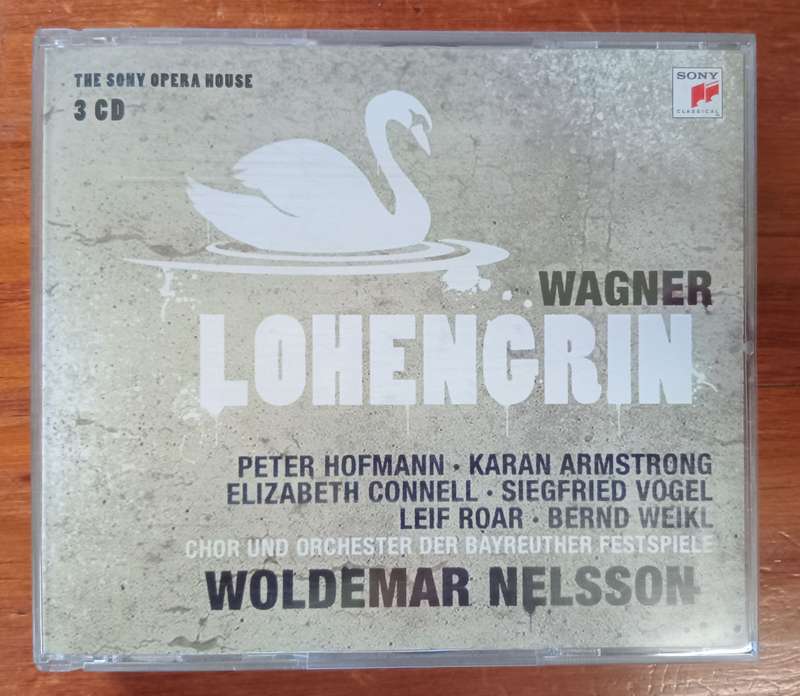 THE SONY OPERA HOUSE
3 CD
SONY
CLASSICAL
WAGNER
LOHENGRIN
PETER HOFMANN · KARAN ARMSTRONG
ELIZABETH CONNELL · SIEGFRIED VOGEL
LEIF ROAR · BERND WEIKL
CHOR UND ORCHESTER DER BAYREUTHER FESTSPIELE
WOLDEMAR NELSSON